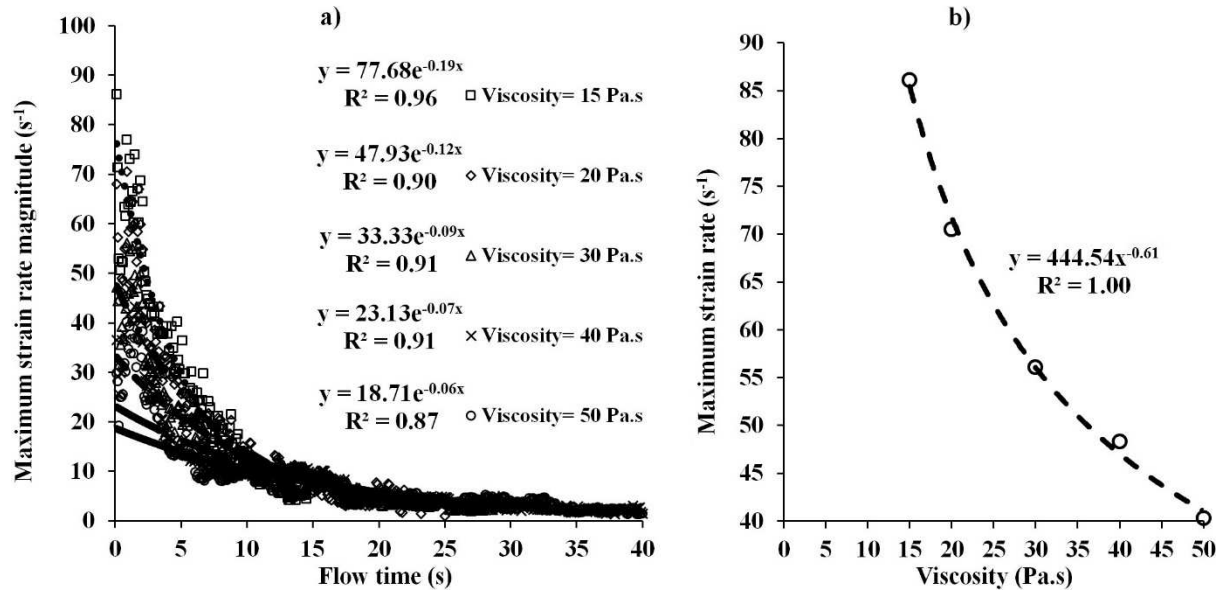 a)
Maximum strain rate magnitude (s⁻¹)
100
90
80
70
60
50
40
30
20
10
0
y = 77.68e⁻⁰·¹⁹ˣ
R² = 0.96
Viscosity= 15 Pa.s
y = 47.93e⁻⁰·¹²ˣ
R² = 0.90
Viscosity= 20 Pa.s
y = 33.33e⁻⁰·⁰⁹ˣ
R² = 0.91
Viscosity= 30 Pa.s
y = 23.13e⁻⁰·⁰⁷ˣ
R² = 0.91
Viscosity= 40 Pa.s
y = 18.71e⁻⁰·⁰⁶ˣ
R² = 0.87
Viscosity= 50 Pa.s
0 5 10 15 20 25 30 35 40
Flow time (s)
b)
Maximum strain rate (s⁻¹)
90
85
80
75
70
65
60
55
50
45
40
y = 444.54x⁻⁰·⁶¹
R² = 1.00
0 5 10 15 20 25 30 35 40 45 50
Viscosity (Pa.s)